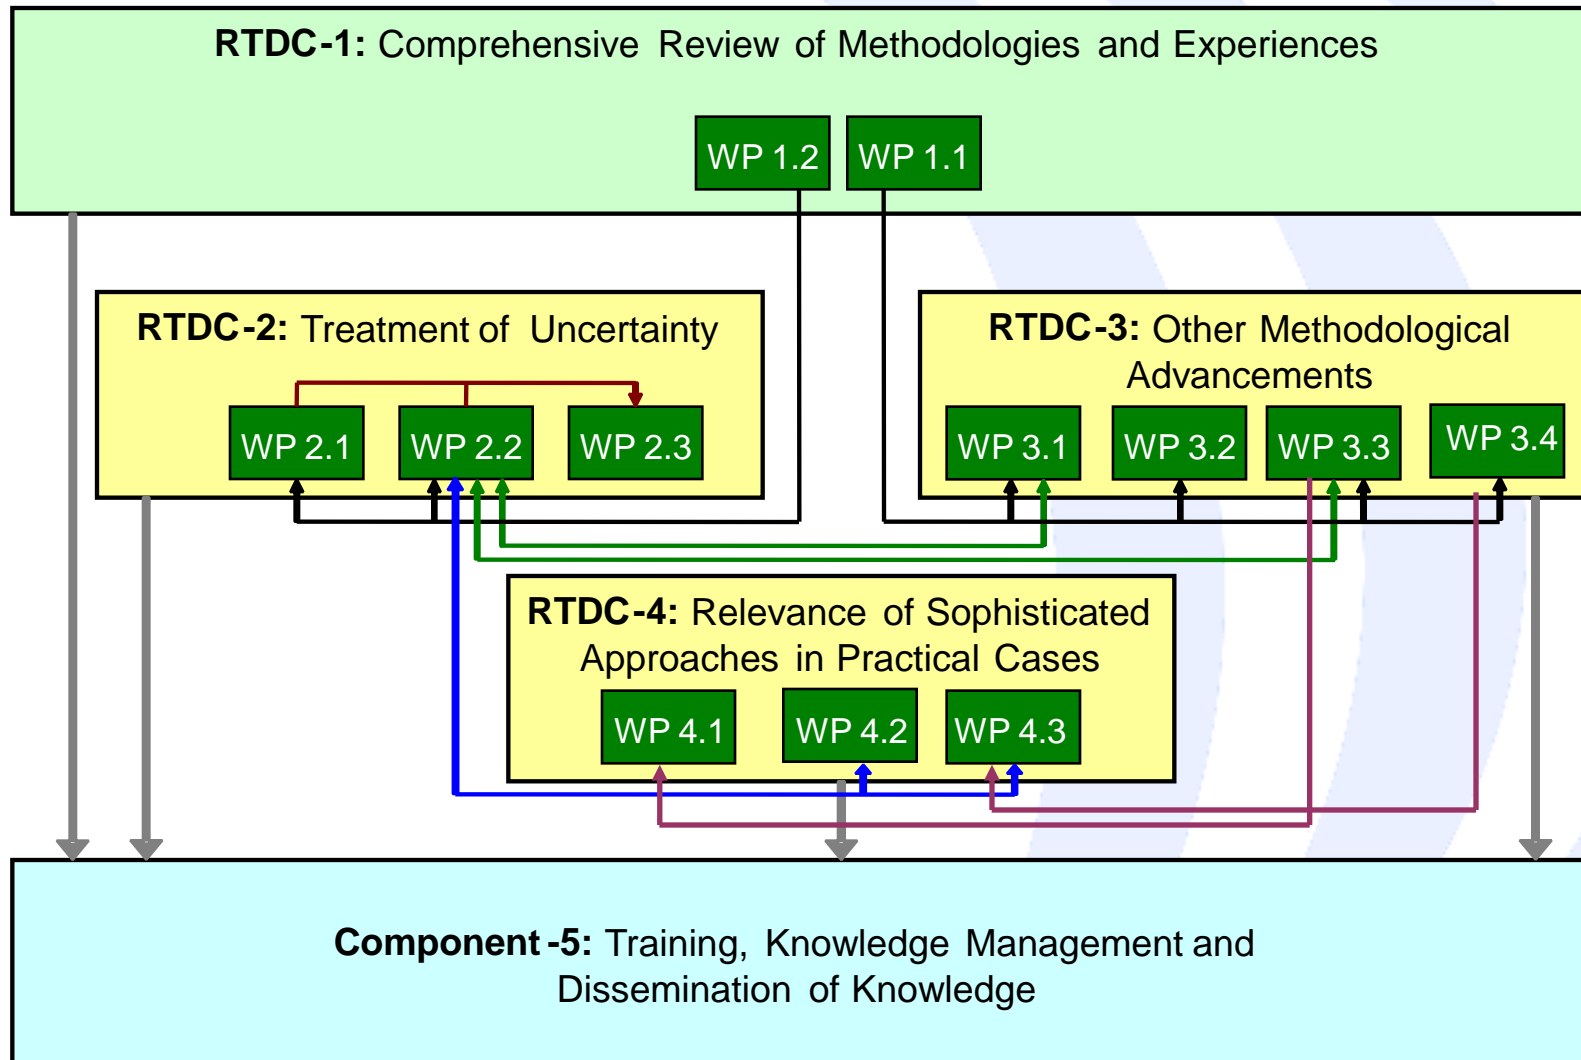 RTDC-1: Comprehensive Review of Methodologies and Experiences
WP 1.2
WP 1.1
RTDC-2: Treatment of Uncertainty
WP 2.1
WP 2.2
WP 2.3
RTDC-3: Other Methodological
Advancements
WP 3.1
WP 3.2
WP 3.3
WP 3.4
RTDC-4: Relevance of Sophisticated
Approaches in Practical Cases
WP 4.1
WP 4.2
WP 4.3
Component -5: Training, Knowledge Management and
Dissemination of Knowledge